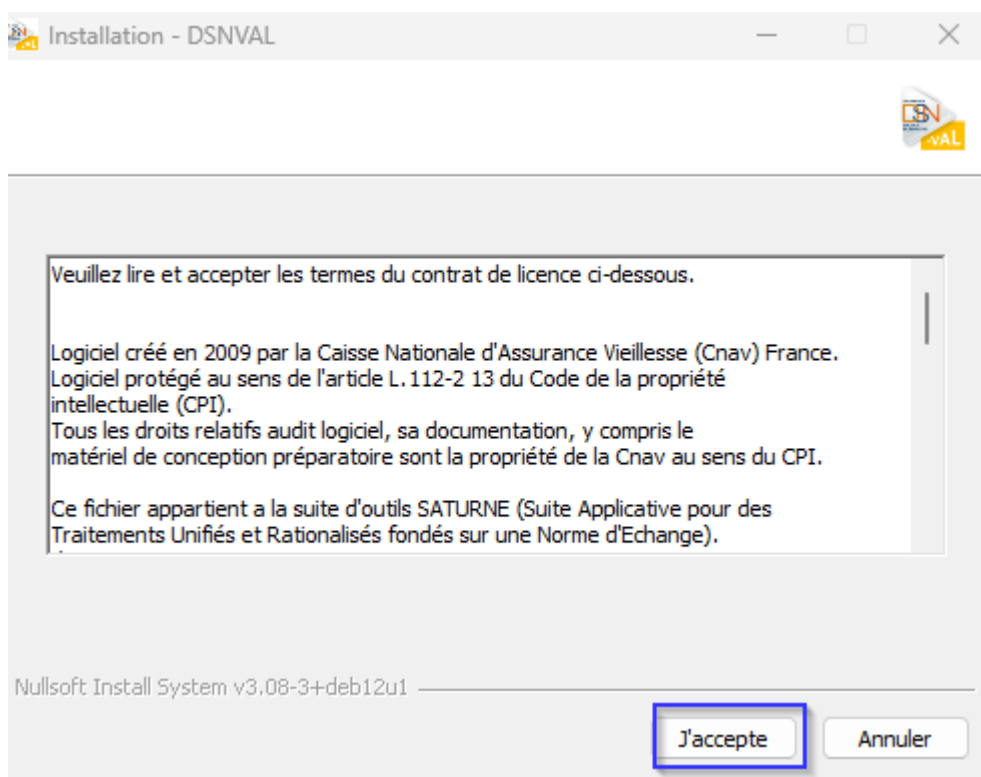 Installation - DSNVAL
DSN
-VAL
Veuillez lire et accepter les termes du contrat de licence ci-dessous.
Logiciel créé en 2009 par la Caisse Nationale d'Assurance Vieillesse (Cnav) France.
Logiciel protégé au sens de l'article L.112-2 13 du Code de la propriété
intellectuelle (CPI).
Tous les droits relatifs audit logiciel, sa documentation, y compris le
matériel de conception préparatoire sont la propriété de la Cnav au sens du CPI.
Ce fichier appartient a la suite d'outils SATURNE (Suite Applicative pour des
Traitements Unifiés et Rationalisés fondés sur une Norme d'Echange).
Nullsoft Install System v3.08-3+deb12u1
J'accepte
Annuler